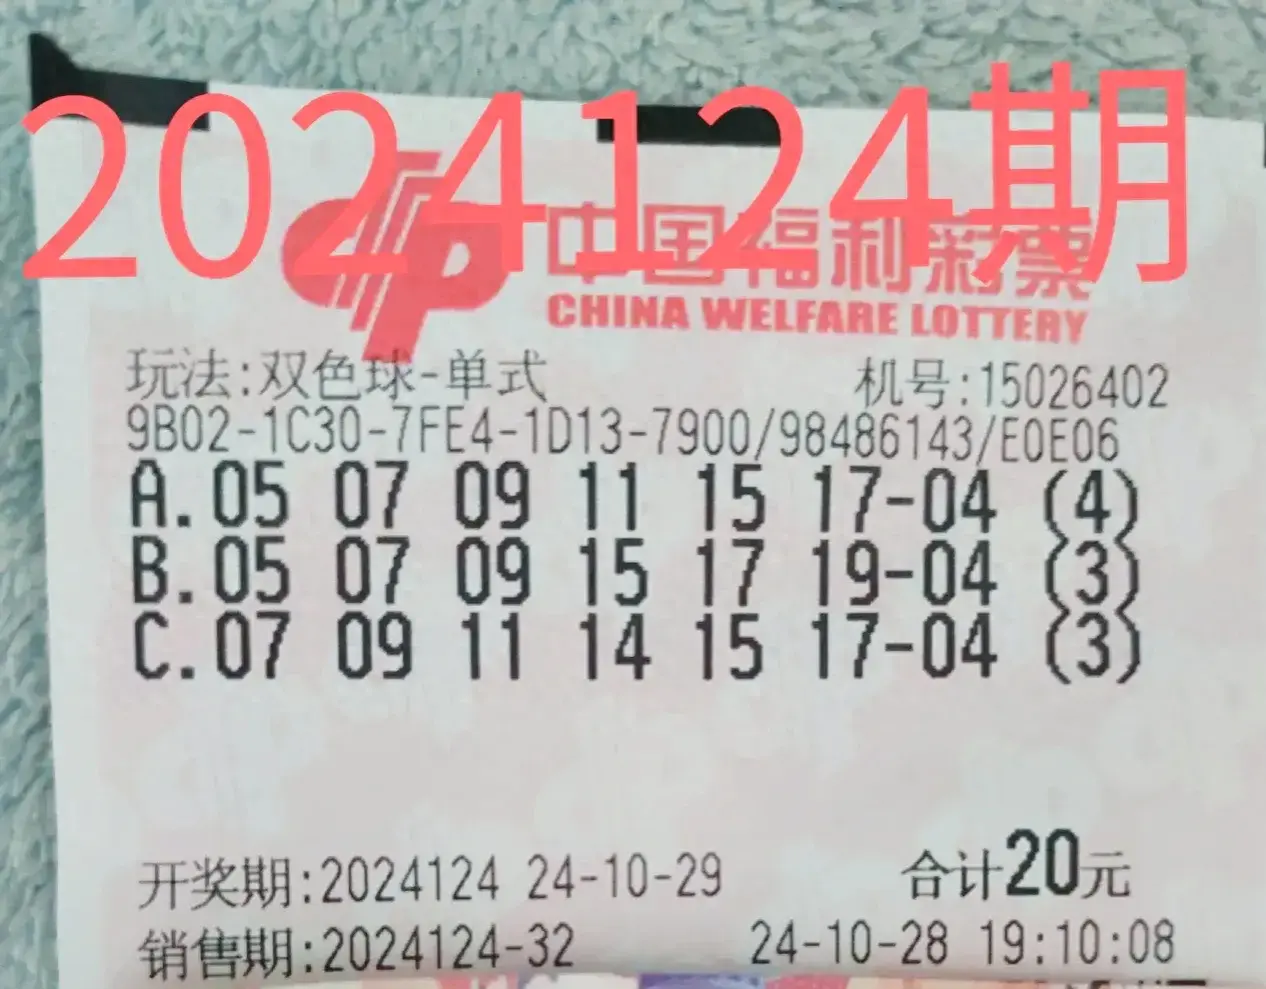 2024124期
中国福利彩票
CHINA WELFARE LOTTERY
玩法:双色球-单式 机号:15026402
9B02-1C30-7FE4-1D13-7900/98486143/E0E06
A.05 07 09 11 15 17-04 (4)
B.05 07 09 15 17 19-04 (3)
C.07 09 11 14 15 17-04 (3)
开奖期:2024124 24-10-29 合计20元
销售期:2024124-32 24-10-28 19:10:08